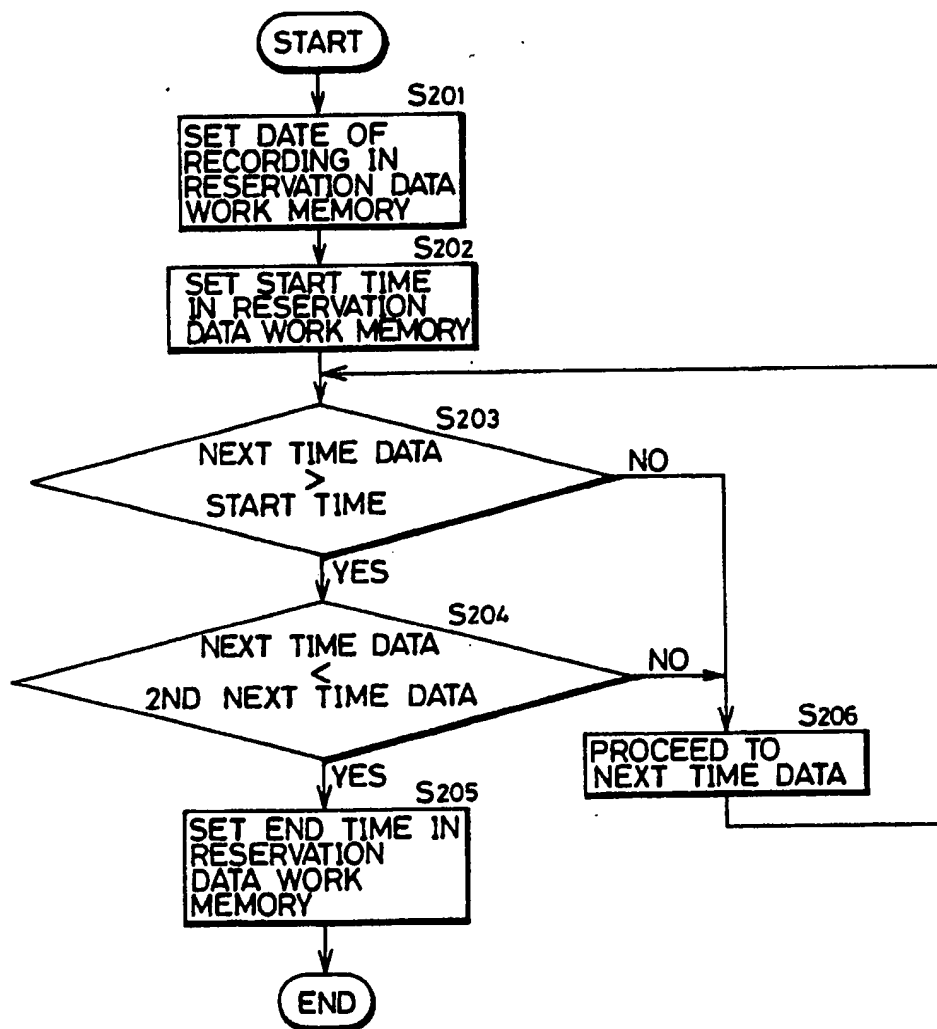 START
S201
SET DATE OF
RECORDING IN
RESERVATION DATA
WORK MEMORY
S202
SET START TIME
IN RESERVATION
DATA WORK MEMORY
S203
NEXT TIME DATA
>
START TIME
NO
YES
S204
NEXT TIME DATA
<
2ND NEXT TIME DATA
NO
YES
S206
PROCEED TO
NEXT TIME DATA
S205
SET END TIME IN
RESERVATION
DATA WORK
MEMORY
END